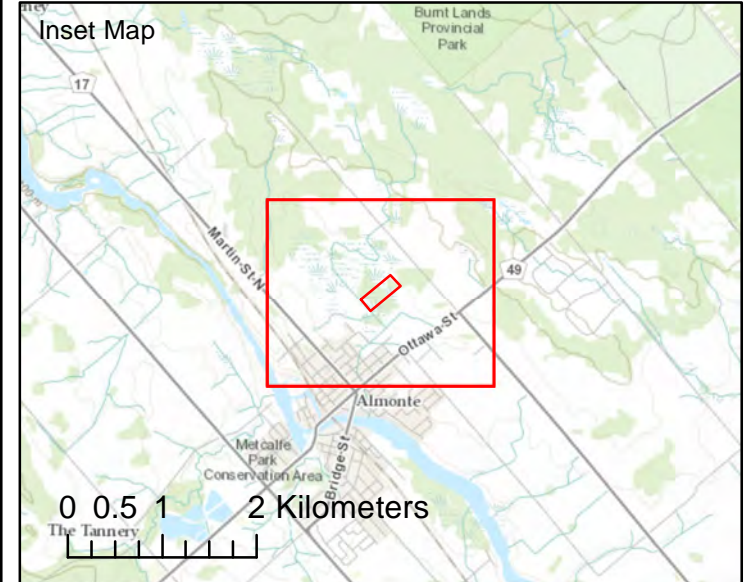 Inset Map
Burnt Lands
Provincial
Park
17
Martin-St-N
49
Ottawa-St
Almonte
Metcalfe
Park
Conservation Area
Bridge-St
0 0.5 1 2 Kilometers
The Tannery